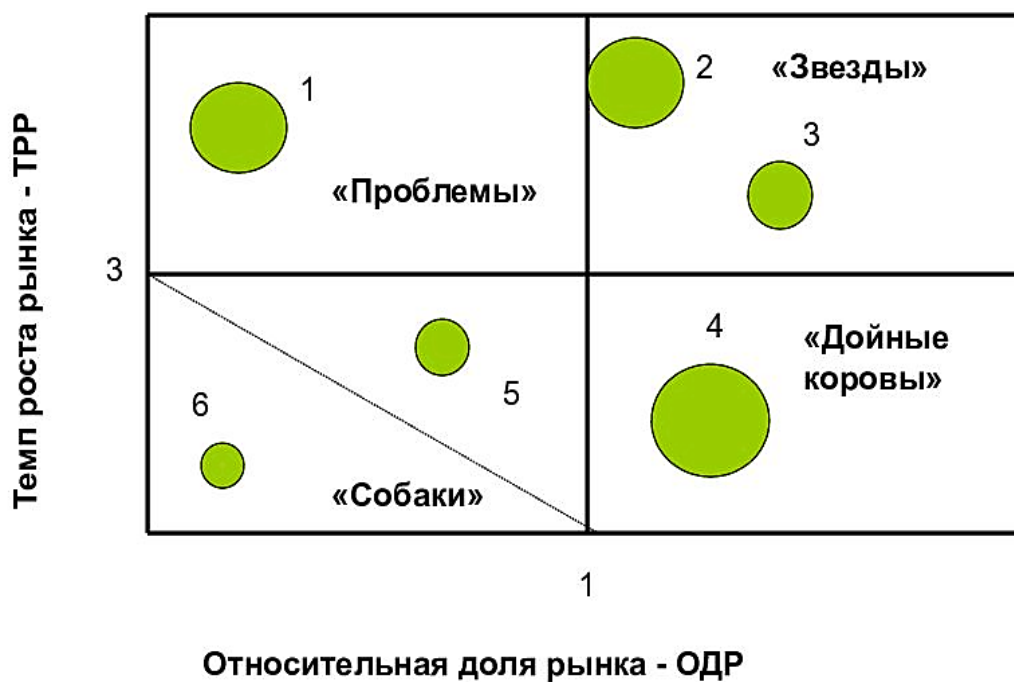 Темп роста рынка - ТРР
1
2
«Звезды»
3
«Проблемы»
3
4
«Дойные
коровы»
5
6
«Собаки»
1
Относительная доля рынка - ОДР